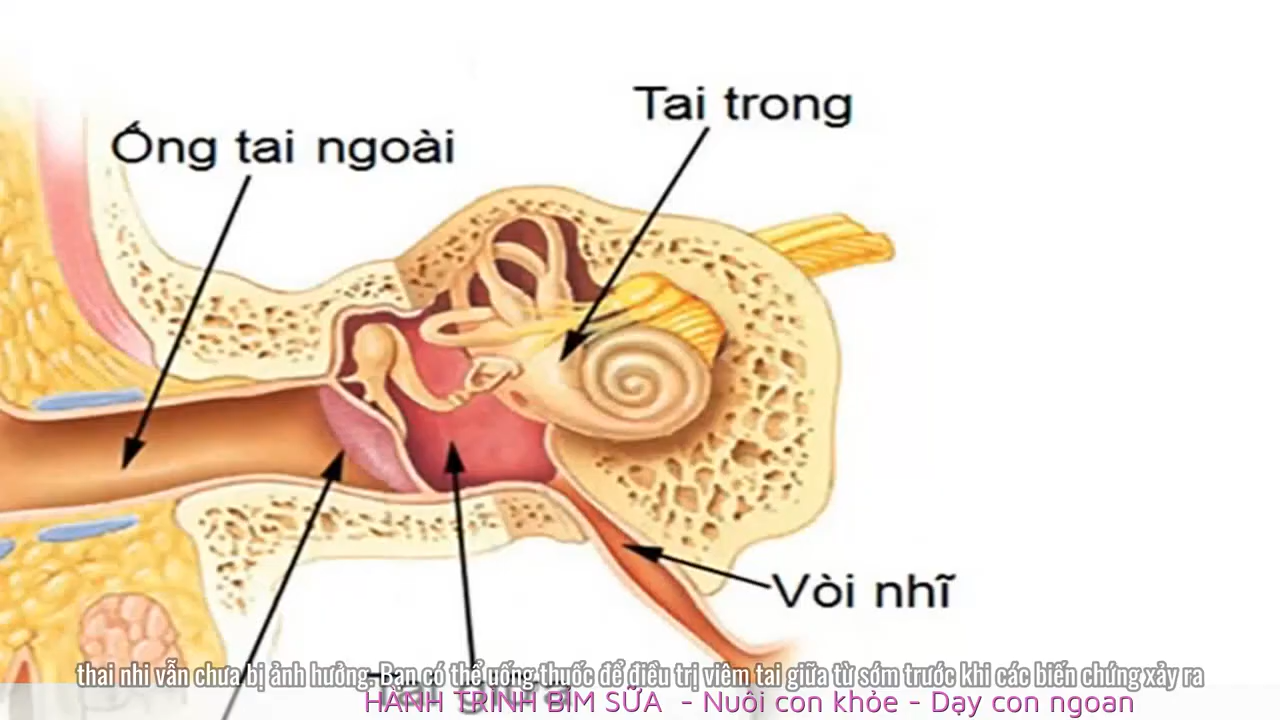 Tai trong
Ống tai ngoài
Vòi nhĩ
thai nhi vẫn chưa bị ảnh hưởng. Bạn có thể uống thuốc để điều trị viêm tai giữa từ sớm trước khi các biến chứng xảy ra
HÀNH TRÌNH BỈM SỮA - Nuôi con khỏe - Dạy con ngoan